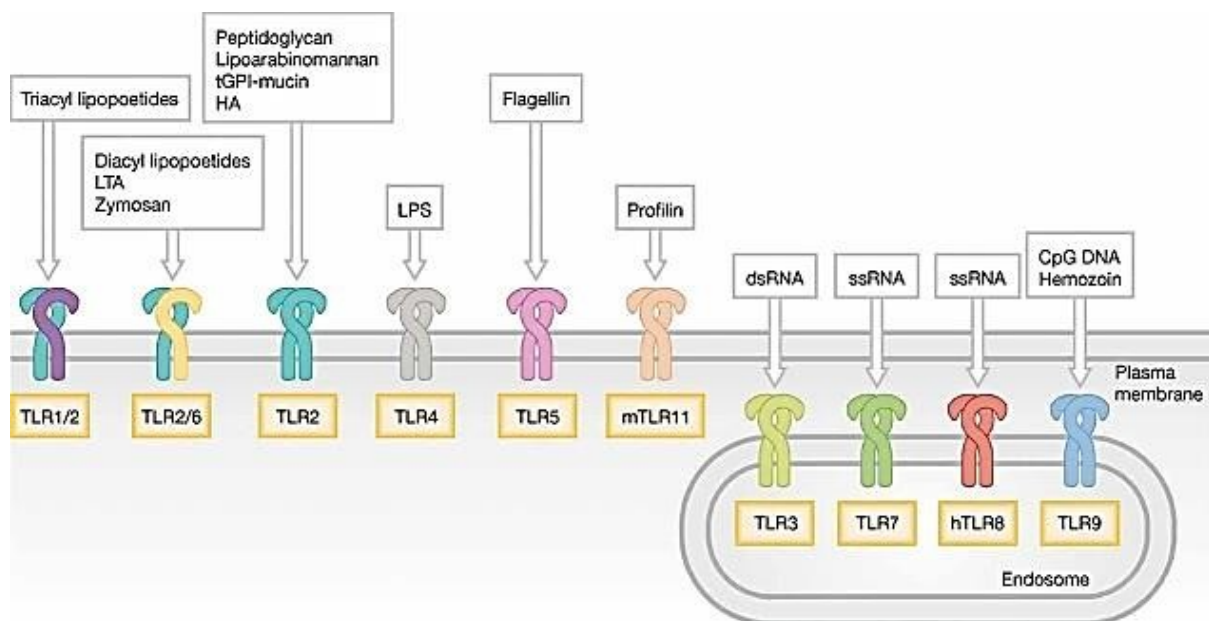 Triacyl lipopoetides
Diacyl lipopoetides
LTA
Zymosan
Peptidoglycan
Lipoarabinomannan
tGPI-mucin
HA
LPS
Flagellin
Profilin
dsRNA
ssRNA
ssRNA
CpG DNA
Hemozoin
Plasma
membrane
TLR1/2
TLR2/6
TLR2
TLR4
TLR5
mTLR11
TLR3
TLR7
hTLR8
TLR9
Endosome